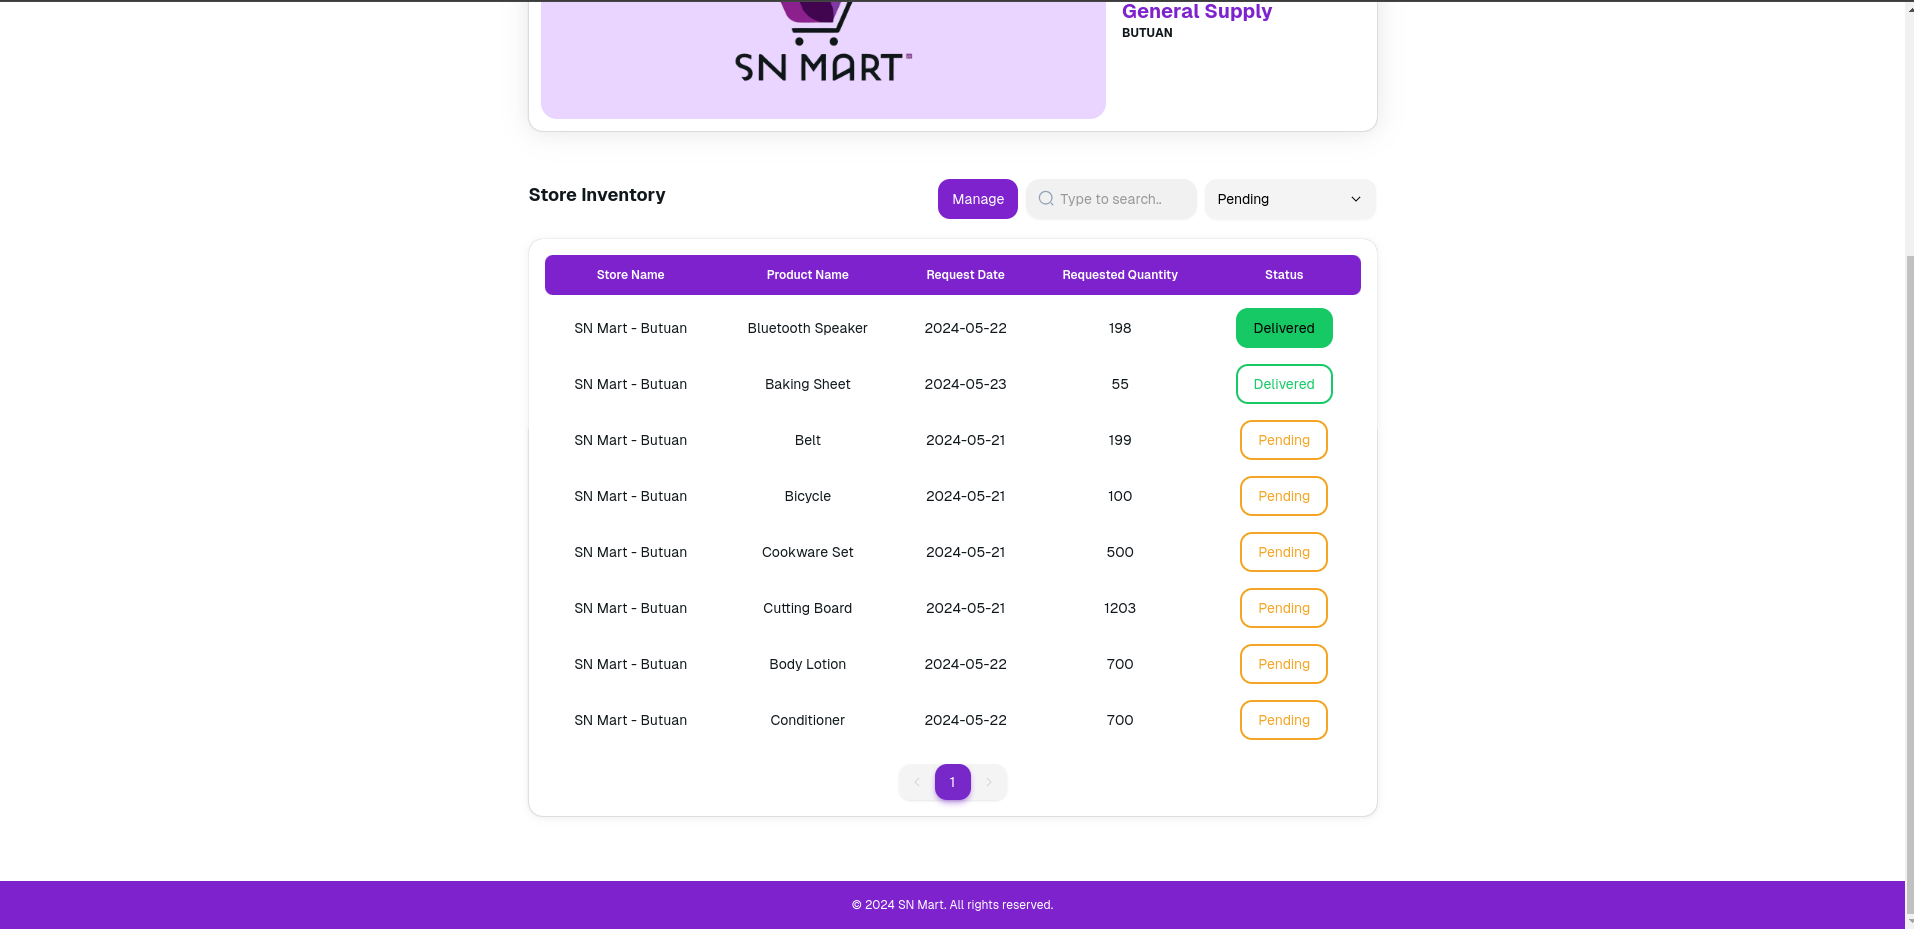 General Supply
BUTUAN
SN MART
Store Inventory
Manage
Type to search..
Pending
Store Name Product Name Request Date Requested Quantity Status
SN Mart - Butuan Bluetooth Speaker 2024-05-22 198 Delivered
SN Mart - Butuan Baking Sheet 2024-05-23 55 Delivered
SN Mart - Butuan Belt 2024-05-21 199 Pending
SN Mart - Butuan Bicycle 2024-05-21 100 Pending
SN Mart - Butuan Cookware Set 2024-05-21 500 Pending
SN Mart - Butuan Cutting Board 2024-05-21 1203 Pending
SN Mart - Butuan Body Lotion 2024-05-22 700 Pending
SN Mart - Butuan Conditioner 2024-05-22 700 Pending
1
© 2024 SN Mart. All rights reserved.